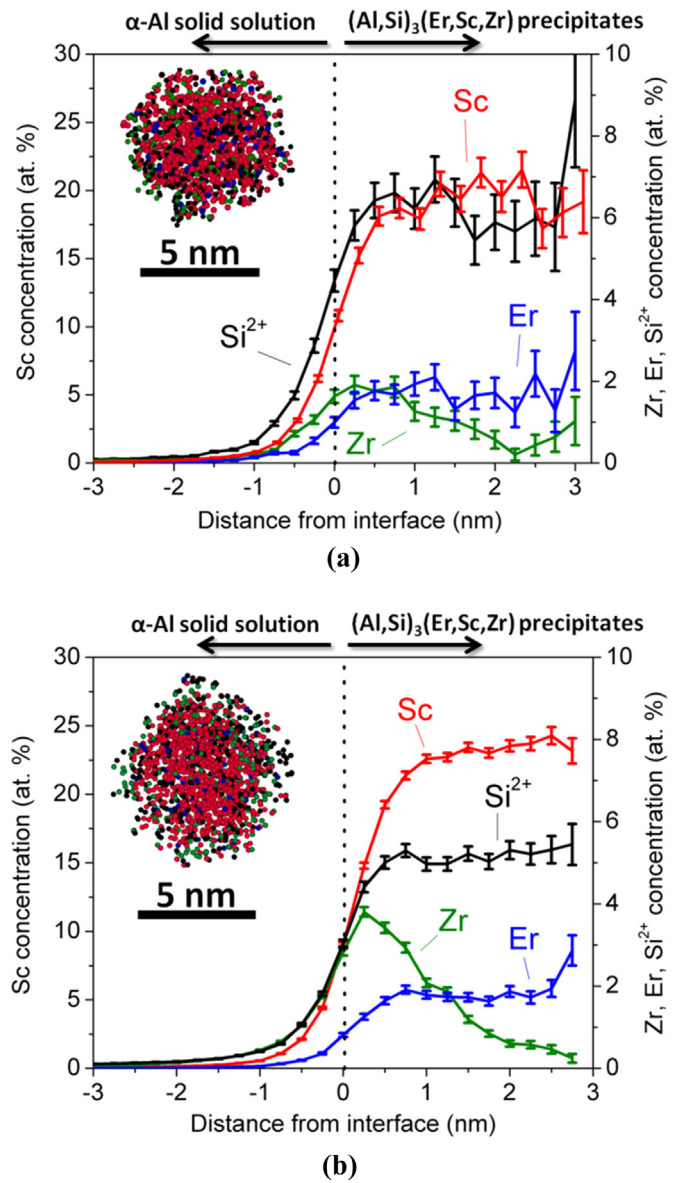 α-Al solid solution
(Al,Si)₃(Er,Sc,Zr) precipitates
30
25
20
15
10
5
0
Sc concentration (at. %)
10
8
6
4
2
0
Zr, Er, Si²⁺ concentration (at. %)
5 nm
Sc
Si²⁺
Er
Zr
-3
-2
-1
0
1
2
3
Distance from interface (nm)
(a)
α-Al solid solution
(Al,Si)₃(Er,Sc,Zr) precipitates
30
25
20
15
10
5
0
Sc concentration (at. %)
10
8
6
4
2
0
Zr, Er, Si²⁺ concentration (at. %)
5 nm
Sc
Si²⁺
Zr
Er
-3
-2
-1
0
1
2
3
Distance from interface (nm)
(b)